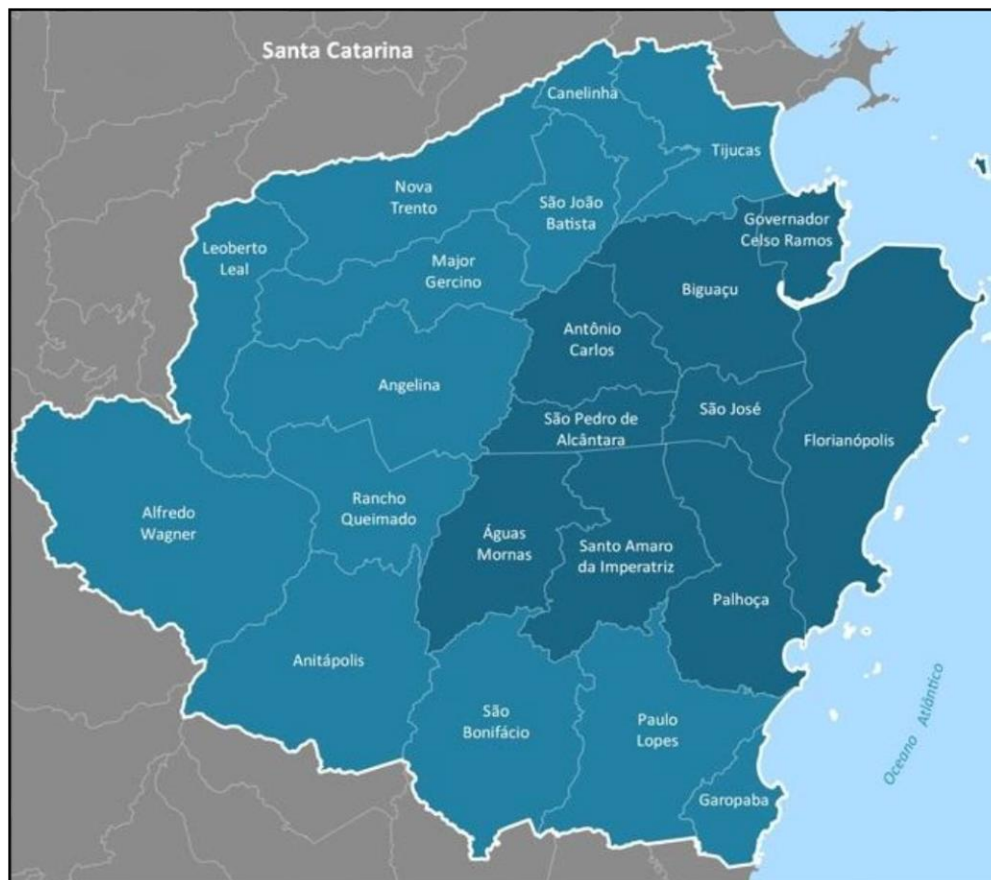 Santa Catarina
Canelinha
Tijucas
Nova
Trento
São João
Batista
Governador
Celso Ramos
Leoberto
Leal
Major
Gercino
Biguaçu
Antônio
Carlos
Angelina
São Pedro de
Alcântara
São José
Florianópolis
Rancho
Queimado
Alfredo
Wagner
Águas
Mornas
Santo Amaro
da Imperatriz
Palhoça
Anitápolis
São
Bonifácio
Paulo
Lopes
Garopaba
Oceano Atlântico